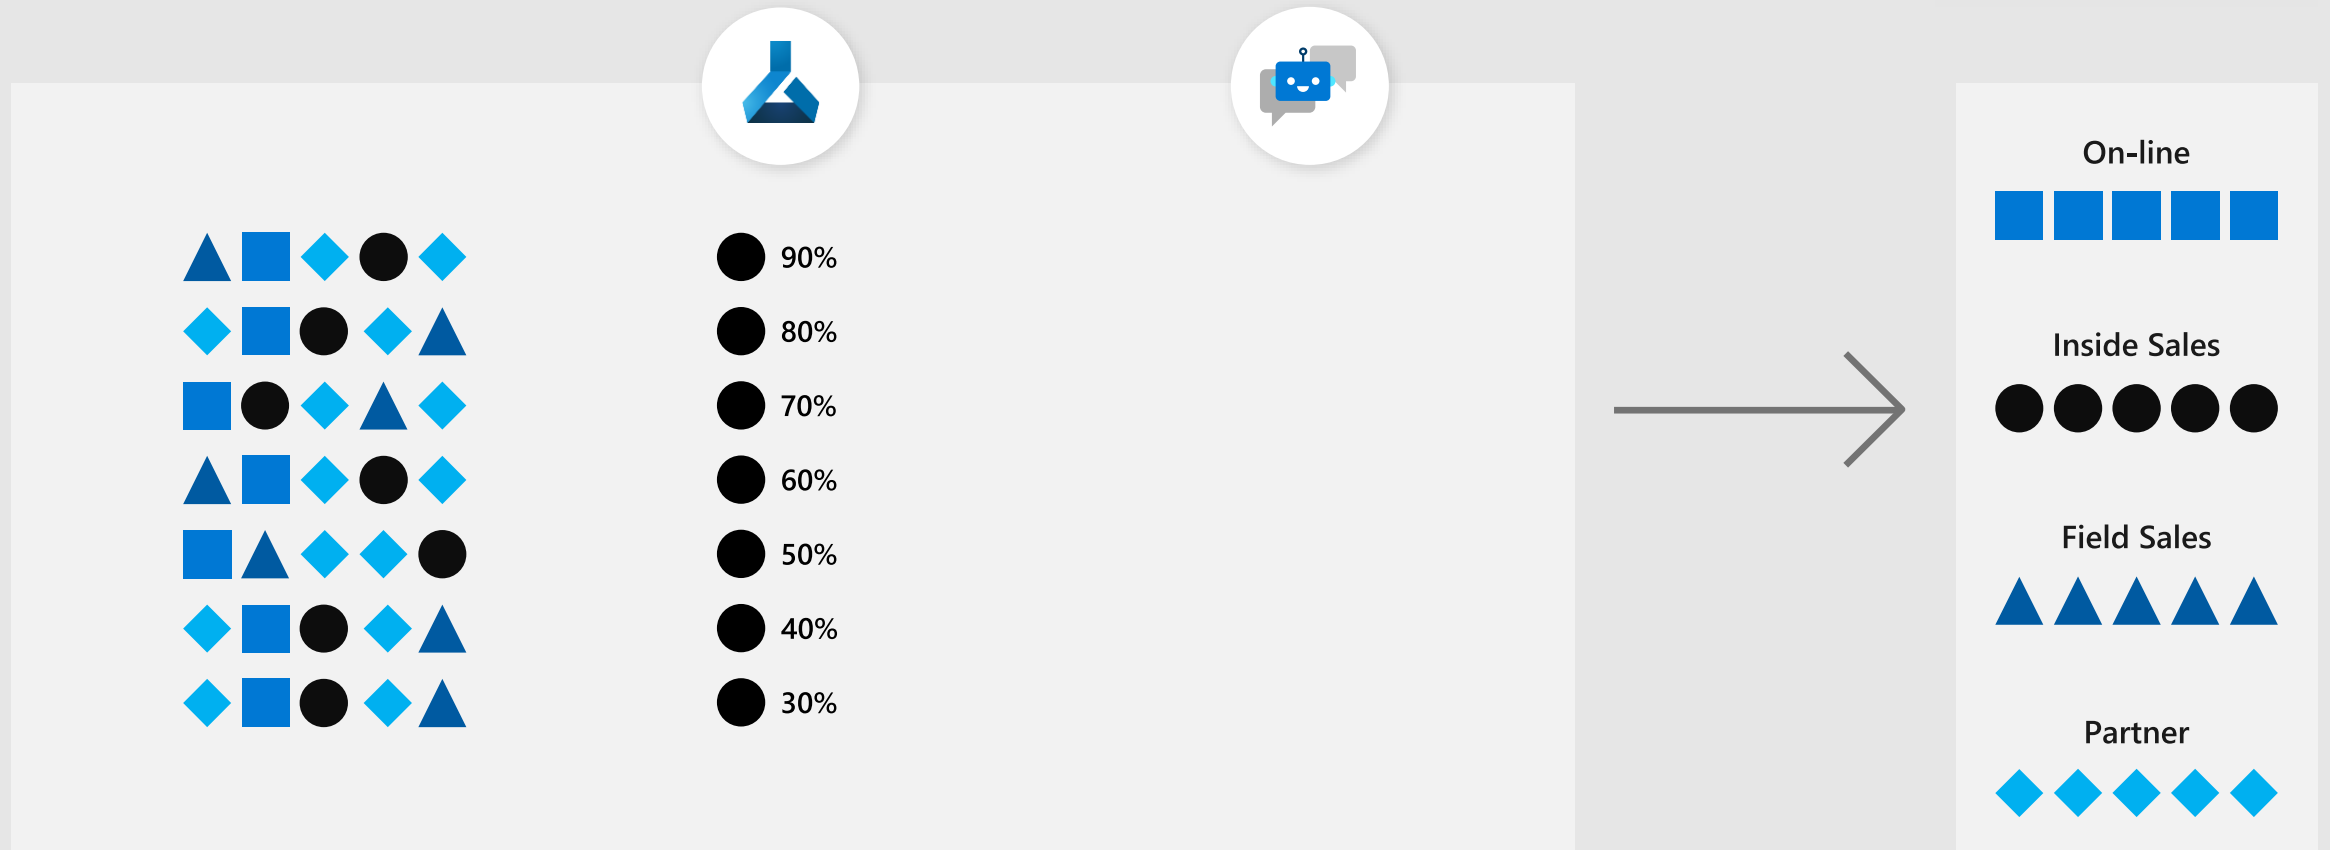 90%
80%
70%
60%
50%
40%
30%
On-line
Inside Sales
Field Sales
Partner